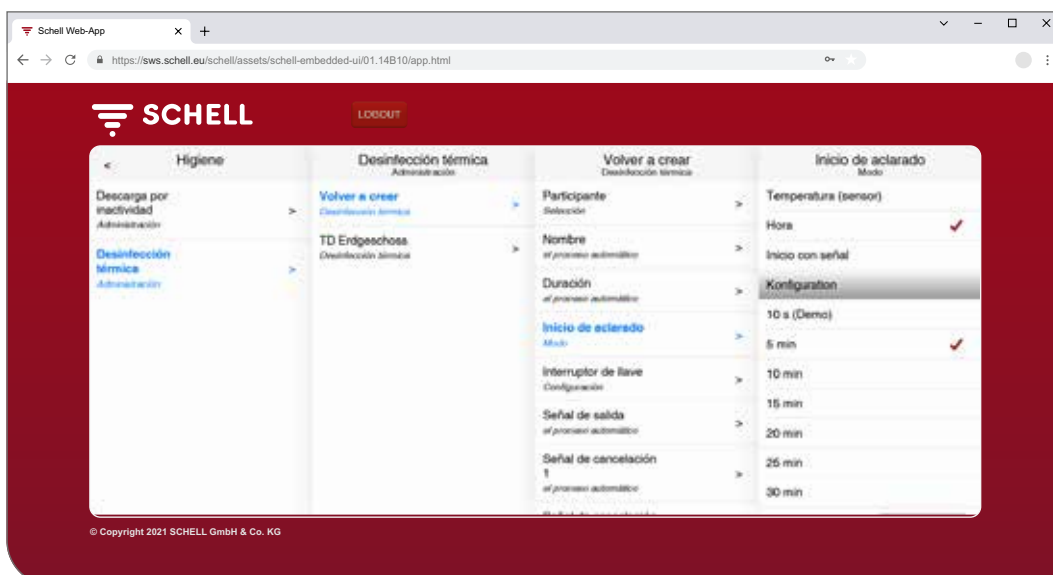 Schell Web-App
https://sws.schell.eu/schell/assets/schell-embedded-ui/01.14B10/app.html
SCHELL
LOGOUT
< Higiene
Descarga por
inactividad >
Administración
Desinfección
térmica >
Administración
Desinfección térmica
Administración
Volver a creer >
Desinfección térmica
TD Erdgeschoss >
Desinfección térmica
Volver a crear
Desinfección térmica
Participante >
Selección
Nombre >
el proceso automático
Duración >
el proceso automático
Inicio de aclarado >
Modo
Interruptor de llave >
Configuración
Señal de salida >
el proceso automático
Señal de cancelación
1 >
el proceso automático
Señal de cancelación
Inicio de aclarado
Modo
Temperatura (sensor)
Hora
Inicio con señal
Konfiguration
10 s (Demo)
5 min
10 min
15 min
20 min
25 min
30 min
© Copyright 2021 SCHELL GmbH & Co. KG